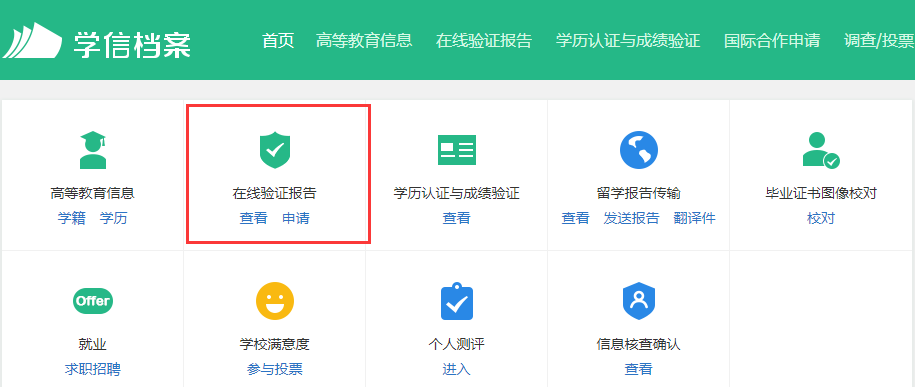 学信档案
首页 高等教育信息 在线验证报告 学历认证与成绩验证 国际合作申请 调查/投票
高等教育信息 在线验证报告 学历认证与成绩验证 留学报告传输 毕业证书图像校对
学籍 学历 查看 申请 查看 查看 发送报告 翻译件 校对
Offer
就业 学校满意度 个人测评 信息核查确认
求职招聘 参与投票 进入 查看